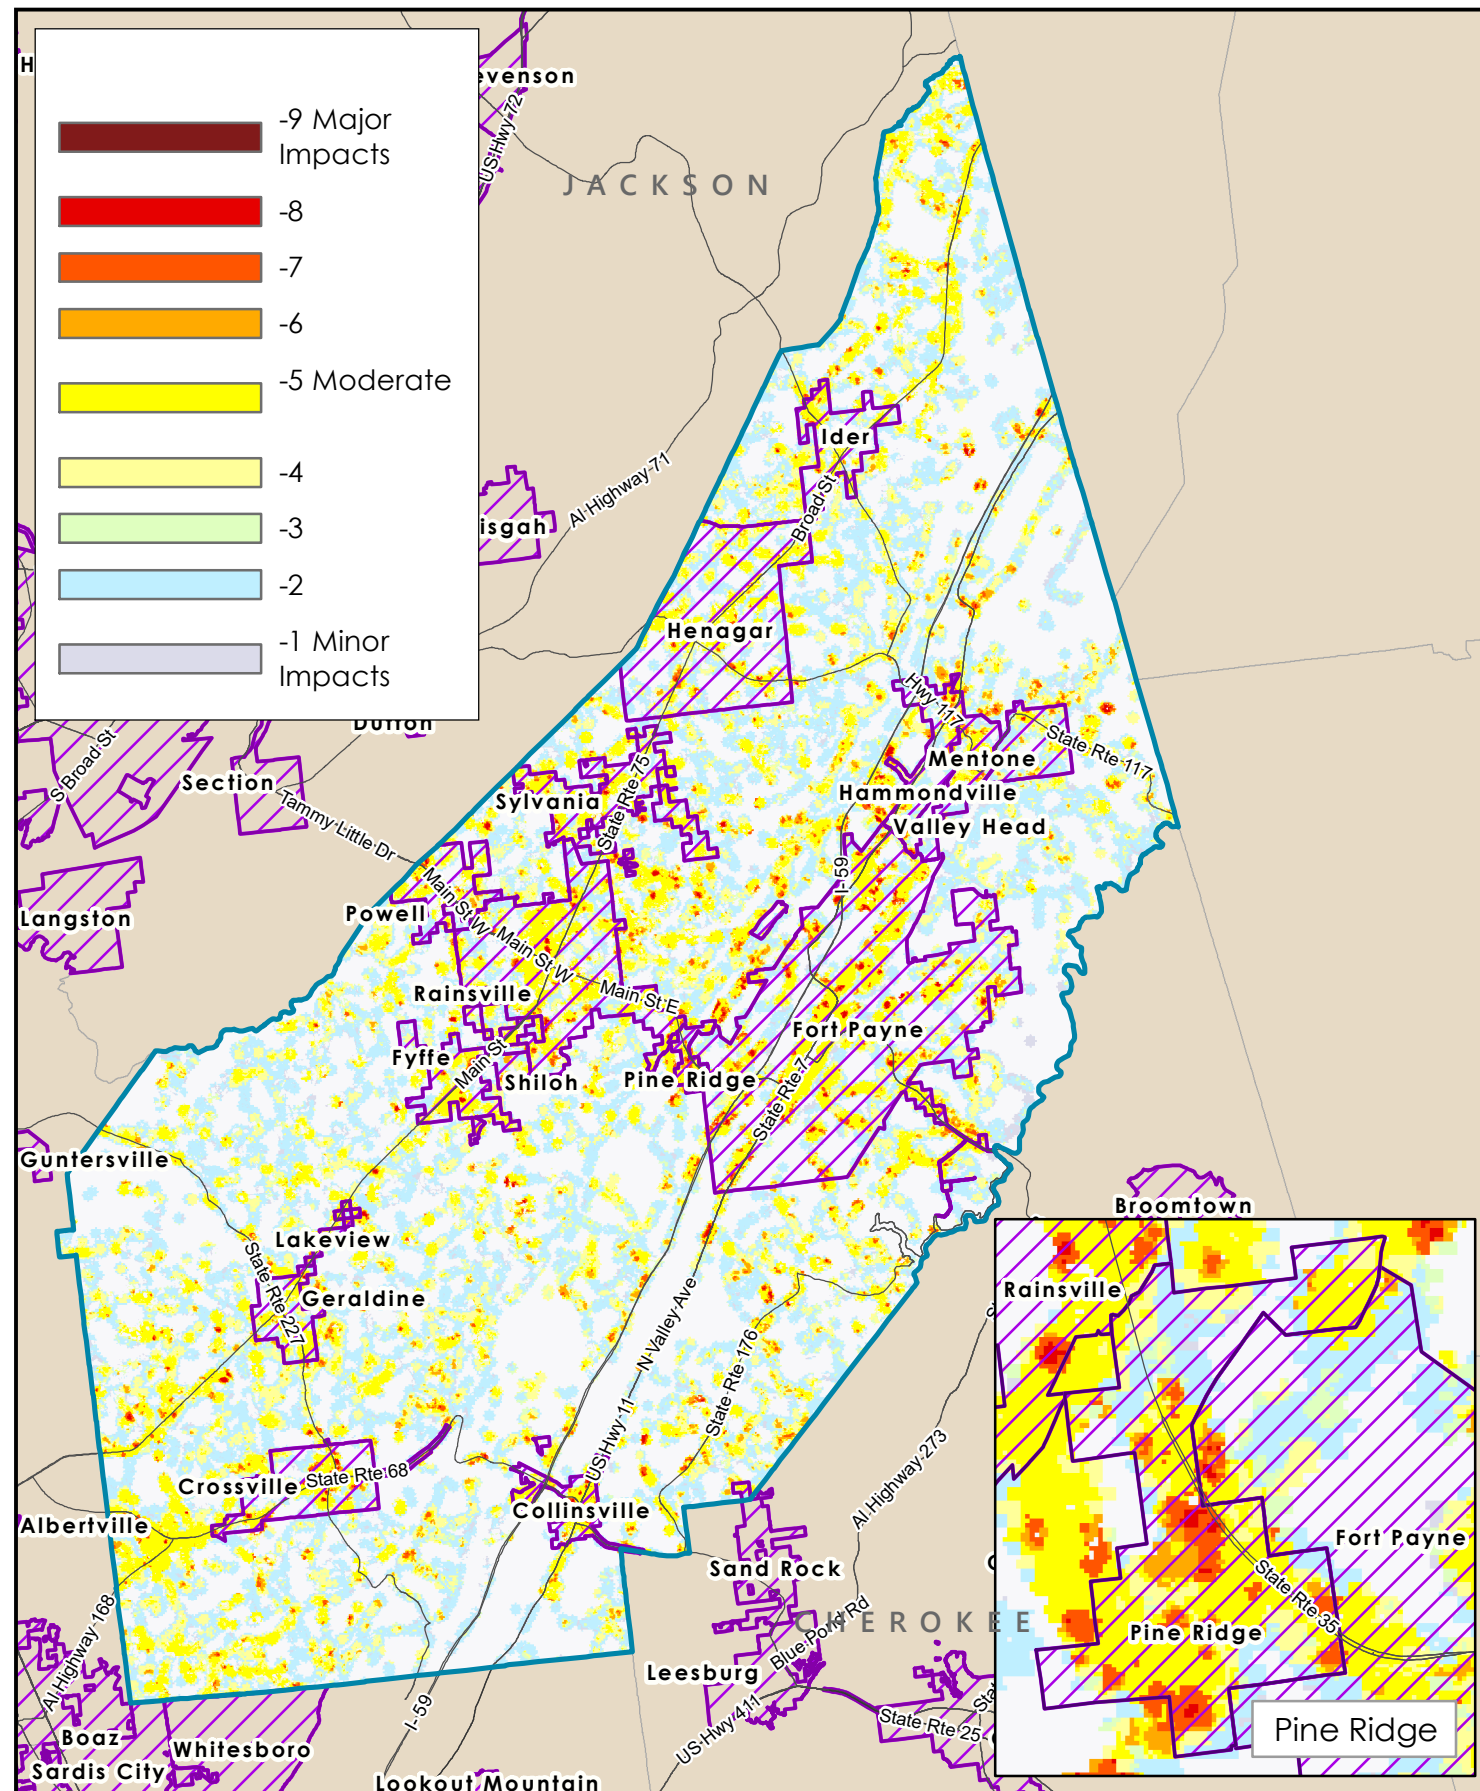 H
-9 Major
Impacts
-8
-7
-6
-5 Moderate
-4
-3
-2
-1 Minor
Impacts
evenson
US Hwy 72
JACKSON
Al Highway 71
isgah
Ider
Broad St
Henagar
Dutton
S Broad St
Section
Tammy Little Dr
Langston
Hwy 117
State Rte 117
Mentone
Hammondville
Valley Head
I- 59
Sylvania
State Rte 75
Powell
Main St W
Main St W
Main St E
Rainsville
Fyffe
Main St
Shiloh
Pine Ridge
Fort Payne
State Rte 7
Guntersville
Lakeview
State Rte 227
Geraldine
N Valley Ave
State Rte 176
US Hwy 11
Crossville
State Rte 68
Collinsville
Albertville
Al Highway 168
Al Highway 273
Sand Rock
CHEROKEE
Blue Pond Rd
Leesburg
US Hwy 411
State Rte 25
Boaz
Sardis City
Whitesboro
I- 59
Lookout Mountain
Broomtown
Rainsville
Fort Payne
State Rte 35
Pine Ridge
Pine Ridge